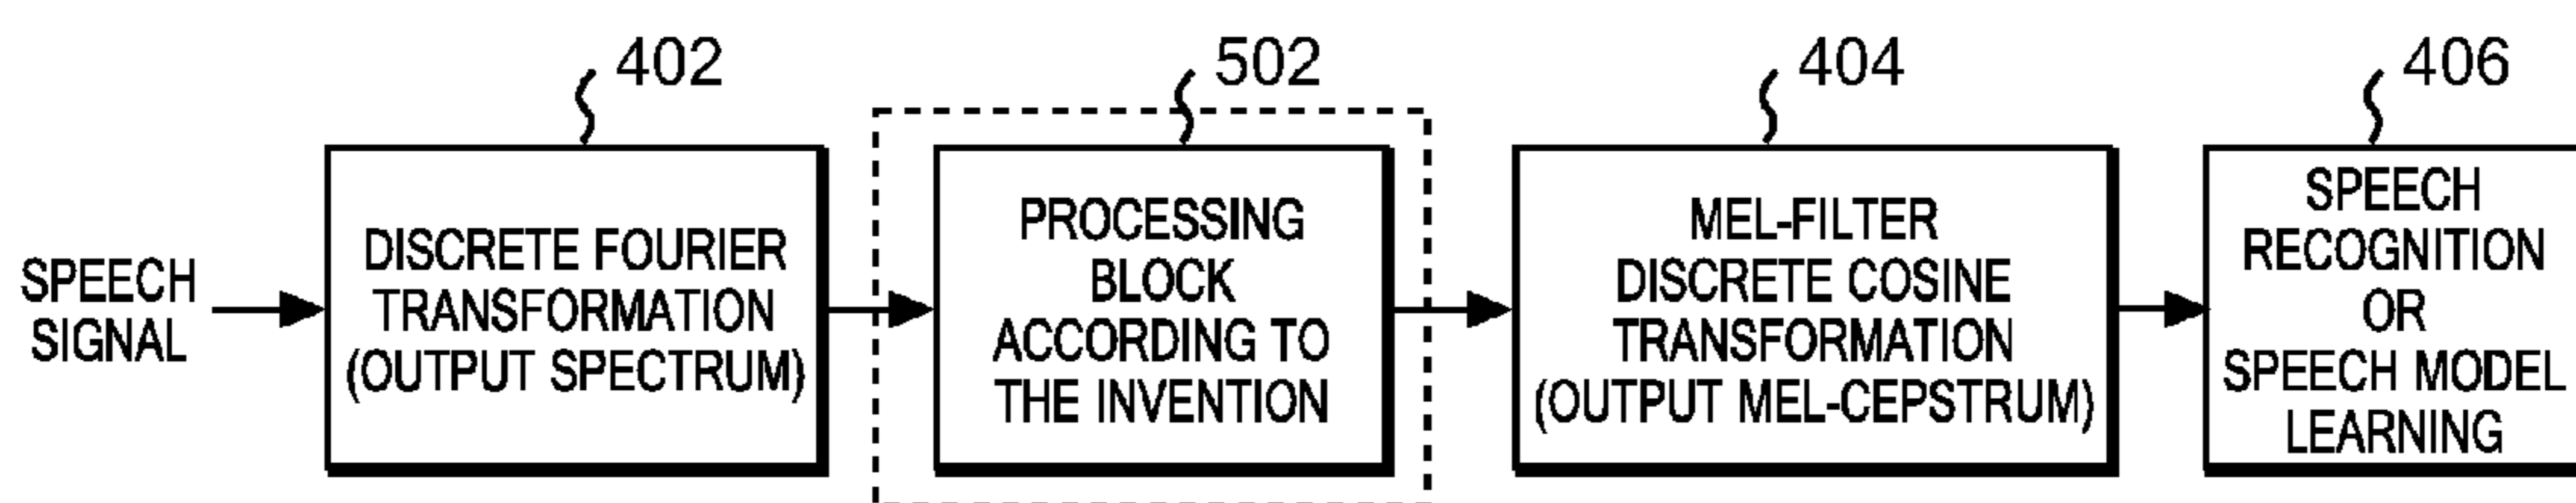 402
502
404
406
SPEECH
SIGNAL
DISCRETE FOURIER
TRANSFORMATION
(OUTPUT SPECTRUM)
PROCESSING
BLOCK
ACCORDING TO
THE INVENTION
MEL-FILTER
DISCRETE COSINE
TRANSFORMATION
(OUTPUT MEL-CEPSTRUM)
SPEECH
RECOGNITION
OR
SPEECH MODEL
LEARNING